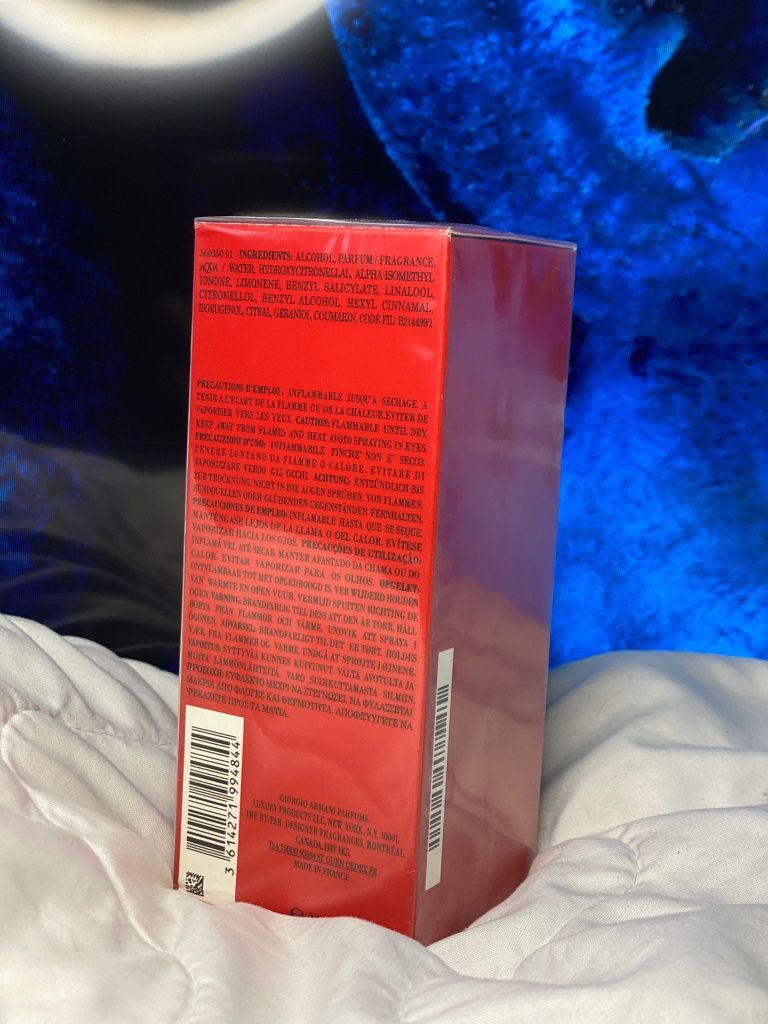 560350 01 INGREDIENTS: ALCOHOL, PARFUM / FRAGRANCE,
AQUA / WATER, HYDROXYCITRONELLAL, ALPHA-ISOMETHYL
IONONE, LIMONENE, BENZYL SALICYLATE, LINALOOL,
CITRONELLOL, BENZYL ALCOHOL, HEXYL CINNAMAL,
ISOEUGENOL, CITRAL, GERANIOL, COUMARIN. CODE FIL: B214499/1
PRECAUTIONS D'EMPLOI : INFLAMMABLE JUSQU'A SECHAGE. A
TENIR A L'ECART DE LA FLAMME OU DE LA CHALEUR. EVITER DE
VAPORISER VERS LES YEUX. CAUTION: FLAMMABLE UNTIL DRY.
KEEP AWAY FROM FLAMES AND HEAT. AVOID SPRAYING IN EYES.
PRECAUZIONI D'USO: INFIAMMABILE FINCHE' NON E' SECCO.
TENERE LONTANO DA FIAMME O CALORE. EVITARE DI
VAPORIZZARE VERSO GLI OCCHI. ACHTUNG: ENTZÜNDLICH BIS
ZUR TROCKNUNG. NICHT IN DIE AUGEN SPRÜHEN. VON FLAMMEN,
ZÜNDQUELLEN ODER GLÜHENDEN GEGENSTÄNDEN FERNHALTEN.
PRECAUCIONES DE EMPLEO: INFLAMABLE HASTA QUE SE SEQUE.
MANTÉNGASE LEJOS DE LA LLAMA O DEL CALOR. EVÍTESE
VAPORIZAR HACIA LOS OJOS. PRECAUÇÕES DE UTILIZAÇÃO:
INFLAMÁVEL ATÉ SECAR. MANTER AFASTADO DA CHAMA OU DO
CALOR. EVITAR VAPORIZAR PARA OS OLHOS. OPGELET:
ONTVLAMBAAR TOT HET OPGEDROOGD IS. VER WIJDERD HOUDEN
VAN WARMTE EN OPEN VUUR. VERMIJD SPUITEN RICHTING DE
OGEN. VARNING: BRANDFARLIG TILL DESS ATT DEN ÄR TORR. HÅLL
BORTA FRÅN FLAMMOR OCH VÄRME. UNDVIK ATT SPRAYA I
ÖGONEN. ADVARSEL: BRANDFARLIGT TIL DET ER TØRT. HOLDES
VÆK FRA FLAMMER OG VARME. UNDGÅ AT SPRØJTE I ØJNENE.
VAROITUS: SYTTYVÄÄ KUNNES KUIVUNUT. VÄLTÄ AVOTULTA JA
MUITA LÄMMÖNLÄHTEITÄ. VARO SUIHKUTTAMASTA SILMIIN.
ΠΡΟΣΟΧΗ: ΕΥΦΛΕΚΤΟ ΜΕΧΡΙ ΝΑ ΣΤΕΓΝΩΣΕΙ. ΝΑ ΦΥΛΑΣΣΕΤΑΙ
ΜΑΚΡΙΑ ΑΠΟ ΦΛΟΓΕΣ ΚΑΙ ΘΕΡΜΟΤΗΤΑ. ΑΠΟΦΕΥΓΕΤΕ ΝΑ
ΨΕΚΑΖΕΤΕ ΠΡΟΣ ΤΑ ΜΑΤΙΑ.
3 614271 994844
GIORGIO ARMANI PARFUMS.
LUXURY PRODUCTS LLC, NEW YORK, N.Y. 10001.
IMP. BY/PAR. DESIGNER FRAGRANCES, MONTRÉAL,
CANADA, H4T 1K5.
TSA 75000 93584 ST OUEN CEDEX FR
MADE IN FRANCE